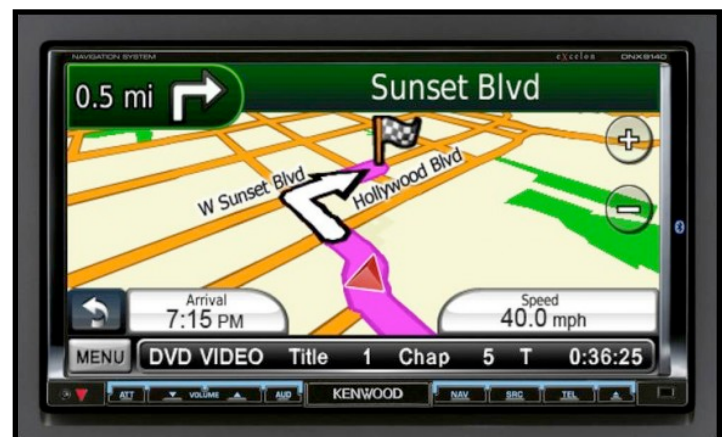 NAVIGATION SYSTEM
eXcelon DNX9140
0.5 mi
Sunset Blvd
W Sunset Blvd
Hollywood Blvd
Arrival
7:15 PM
Speed
40.0 mph
MENU
DVD VIDEO Title 1 Chap 5 T 0:36:25
ATT VOLUME AUD KENWOOD NAV SRC TEL